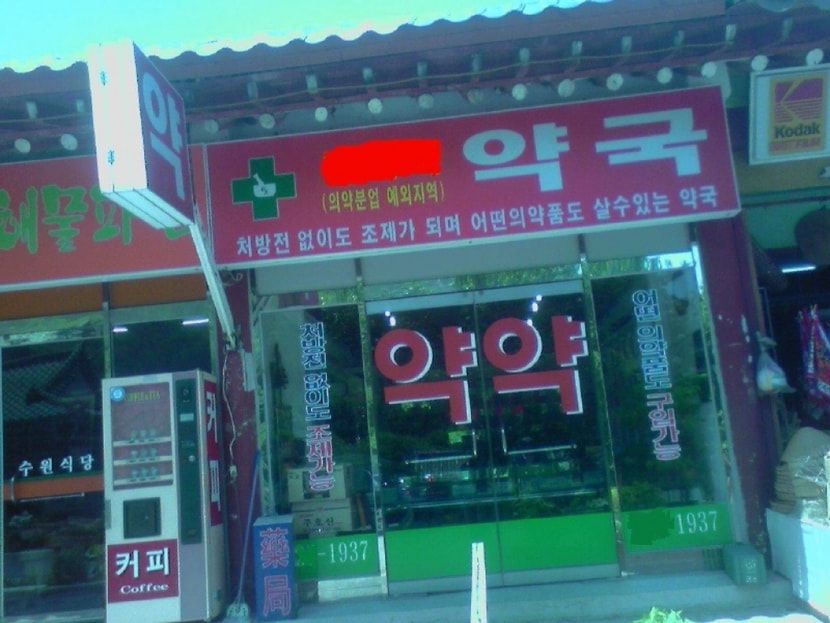 약
약국
(의약분업 예외지역)
처방전 없이도 조제가 되며 어떤의약품도 살수있는 약국
해물파
Kodak
처방전 없이도 조제가능
약 약
어떤 의약품도 구입가능
수원식당
커피
커피
Coffee
-1937
1937
藥局